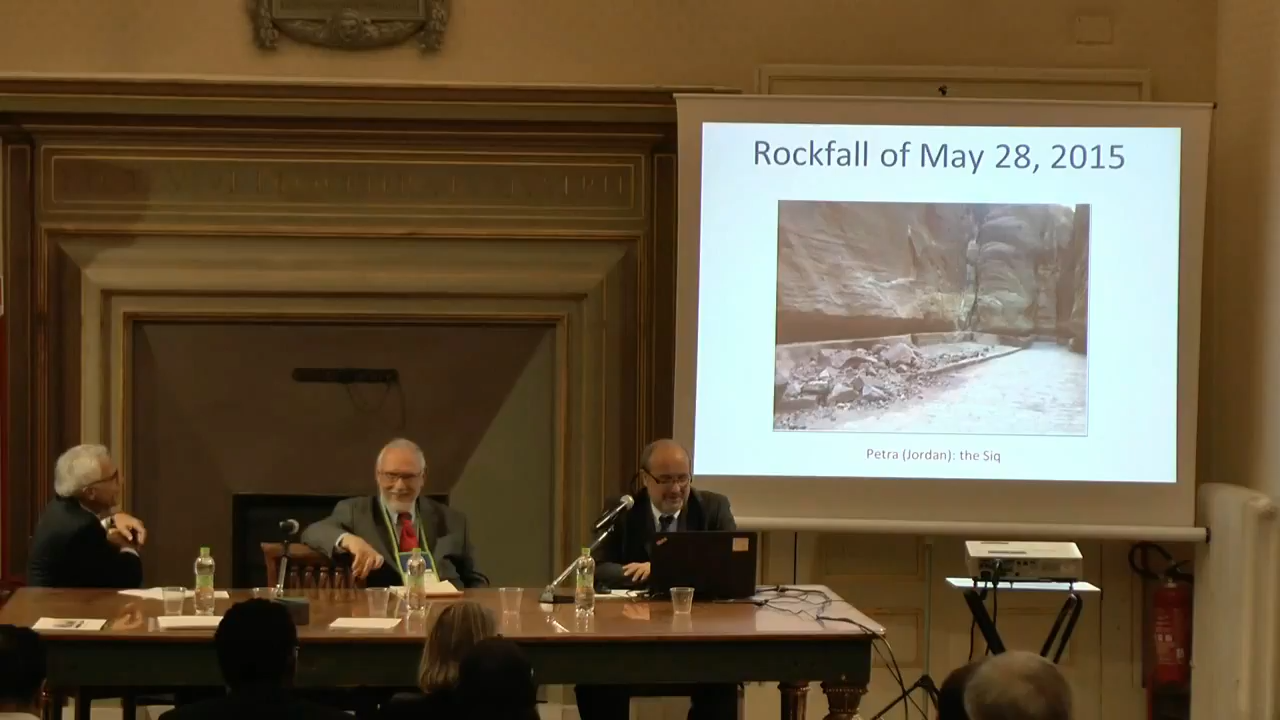 Rockfall of May 28, 2015
Petra (Jordan): the Siq